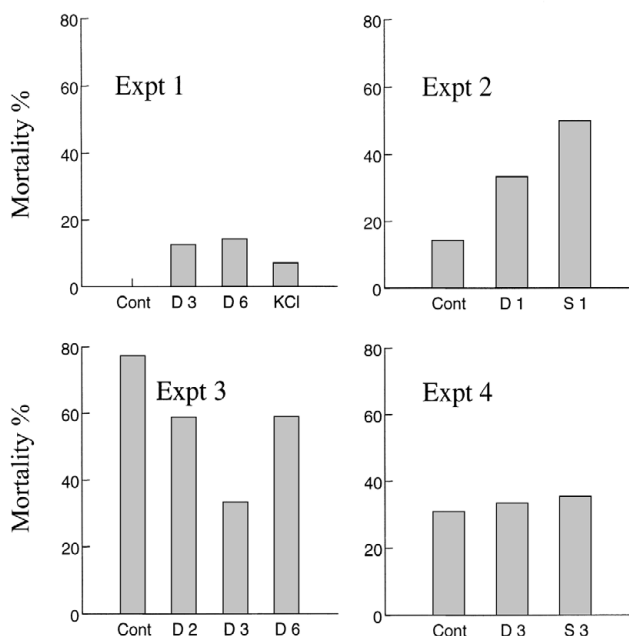 80
60
40
20
0
Mortality %
Expt 1
Cont D 3 D 6 KCl
80
60
40
20
0
Expt 2
Cont D 1 S 1
80
60
40
20
0
Mortality %
Expt 3
Cont D 2 D 3 D 6
80
60
40
20
0
Expt 4
Cont D 3 S 3